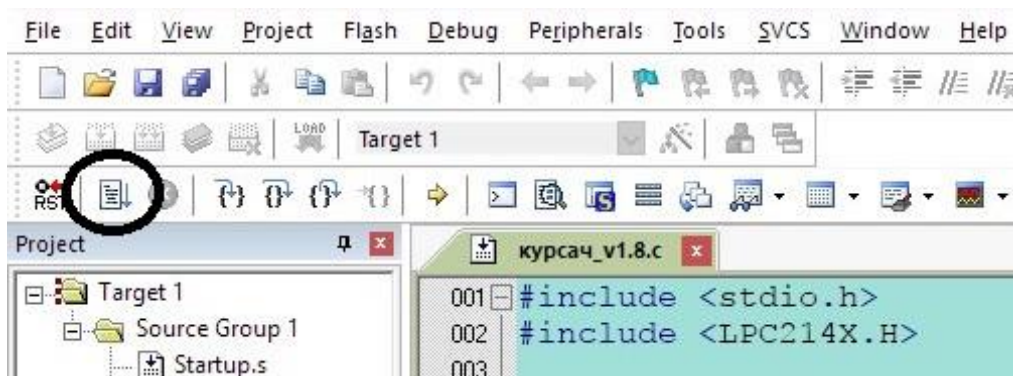 File Edit View Project Flash Debug Peripherals Tools SVCS Window Help
LOAD Target 1
RST
Project курсач_v1.8.c
Target 1 001 #include <stdio.h>
Source Group 1 002 #include <LPC214X.H>
Startup.s 003